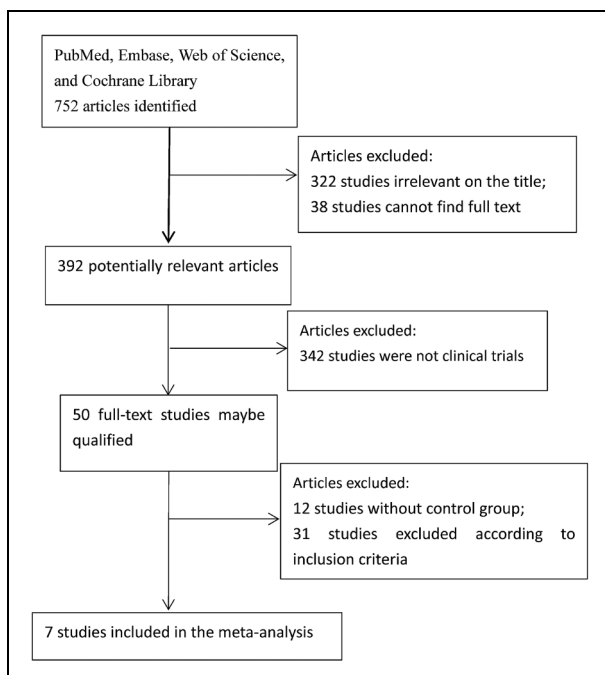 PubMed, Embase, Web of Science,
and Cochrane Library
752 articles identified
Articles excluded:
322 studies irrelevant on the title;
38 studies cannot find full text
392 potentially relevant articles
Articles excluded:
342 studies were not clinical trials
50 full-text studies maybe
qualified
Articles excluded:
12 studies without control group;
31 studies excluded according to
inclusion criteria
7 studies included in the meta-analysis